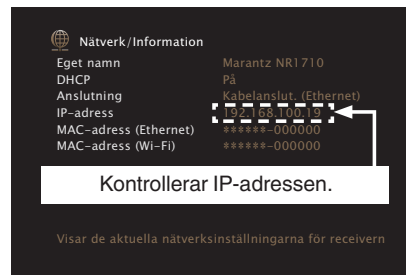 Nätverk/Information
Eget namn Marantz NR1710
DHCP På
Anslutning Kabelanslut. (Ethernet)
IP-adress 192.168.100.19
MAC-adress (Ethernet) ******-000000
MAC-adress (Wi-Fi) ******-000000
Kontrollerar IP-adressen.
Visar de aktuella nätverksinställningarna för receivern